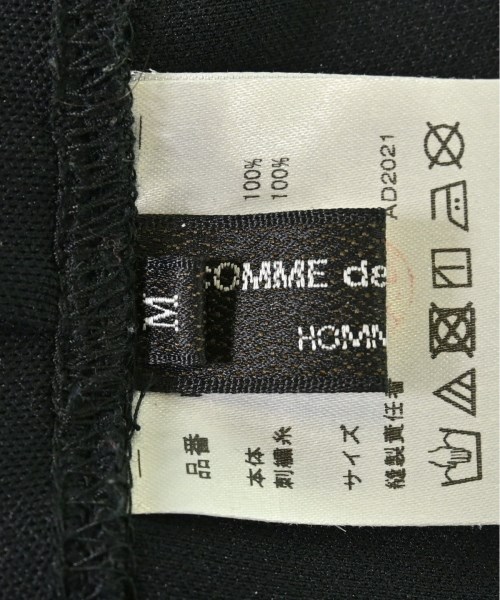 品番
本体 100%
刺繍糸 100%
サイズ
縫製責任者 AD2021
M
COMME de
HOMM